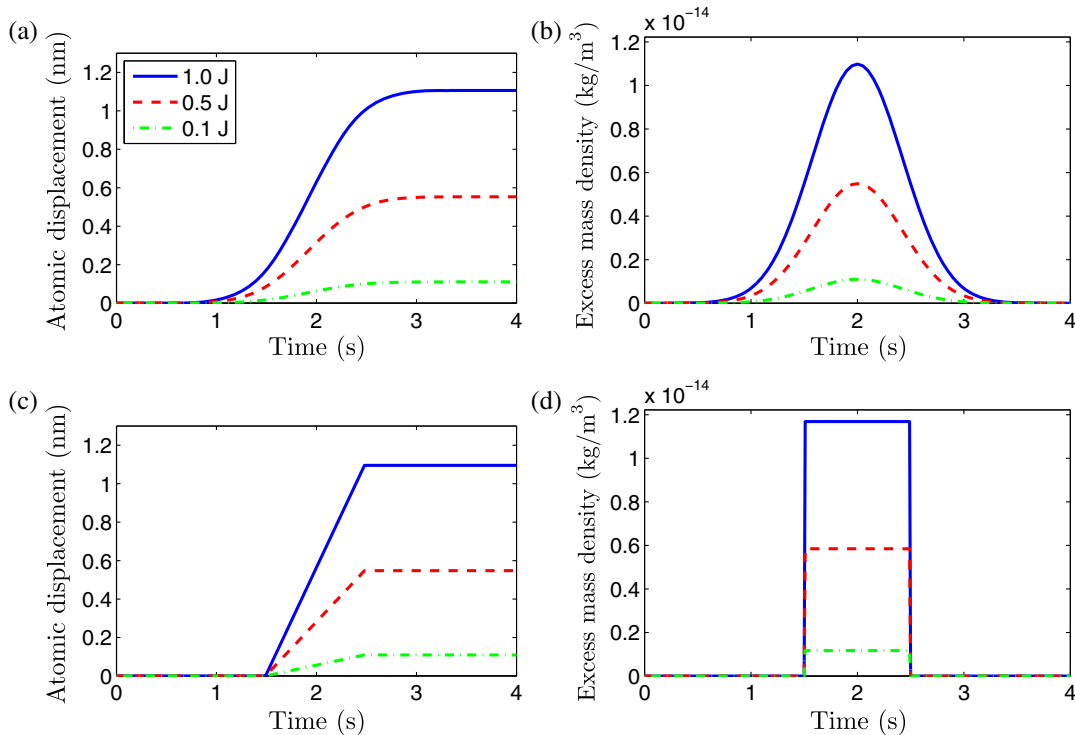 (a)
Atomic displacement (nm)
1.2
1
0.8
0.6
0.4
0.2
0
1.0 J
0.5 J
0.1 J
0 1 2 3 4
Time (s)
(b)
x 10⁻¹⁴
Excess mass density (kg/m³)
1.2
1
0.8
0.6
0.4
0.2
0
0 1 2 3 4
Time (s)
(c)
Atomic displacement (nm)
1.2
1
0.8
0.6
0.4
0.2
0
0 1 2 3 4
Time (s)
(d)
x 10⁻¹⁴
Excess mass density (kg/m³)
1.2
1
0.8
0.6
0.4
0.2
0
0 1 2 3 4
Time (s)